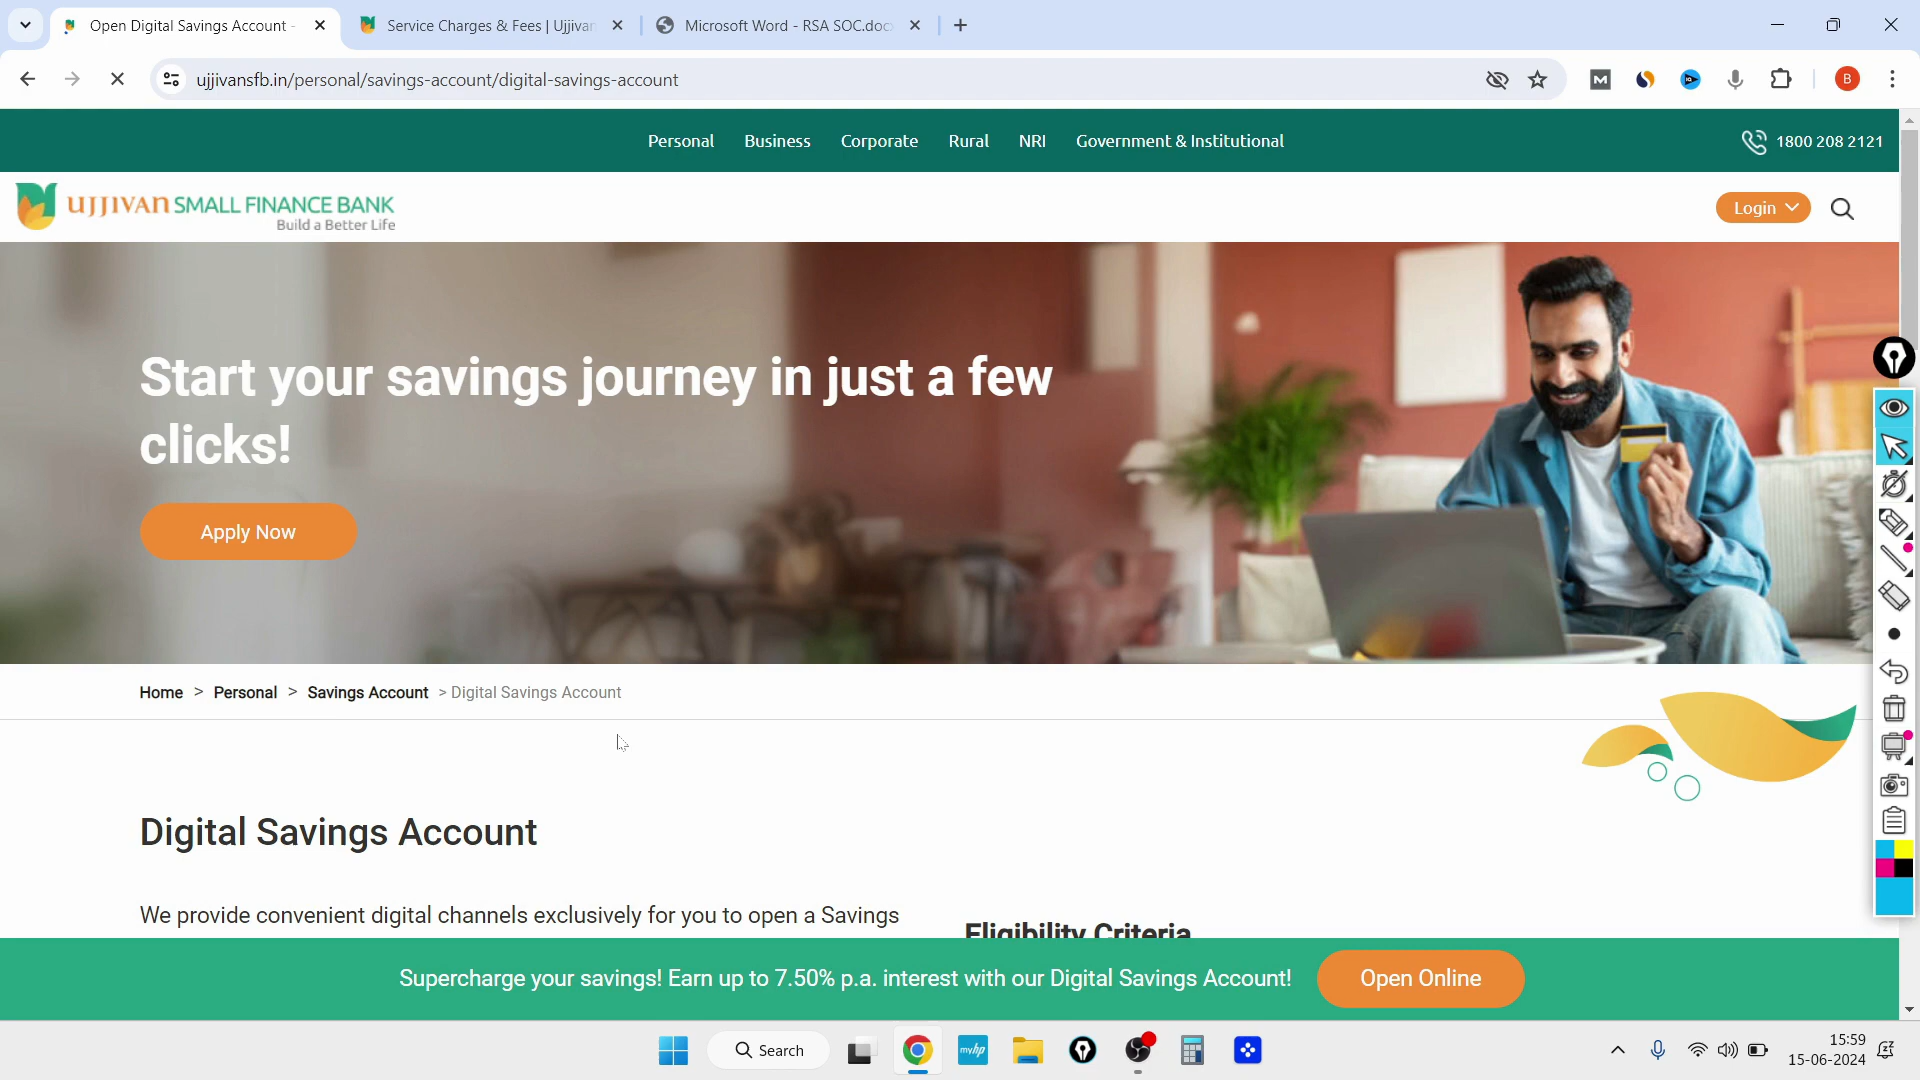 Open Digital Savings Account -
Service Charges & Fees | Ujjivan
Microsoft Word - RSA SOC.docx
ujjivansfb.in/personal/savings-account/digital-savings-account
B
Personal Business Corporate Rural NRI Government & Institutional
1800 208 2121
UJJIVAN SMALL FINANCE BANK
Build a Better Life
Login
Start your savings journey in just a few
clicks!
Apply Now
Home > Personal > Savings Account > Digital Savings Account
Digital Savings Account
We provide convenient digital channels exclusively for you to open a Savings
Eligibility Criteria
Supercharge your savings! Earn up to 7.50% p.a. interest with our Digital Savings Account!
Open Online
Search
myhp
15:59
15-06-2024